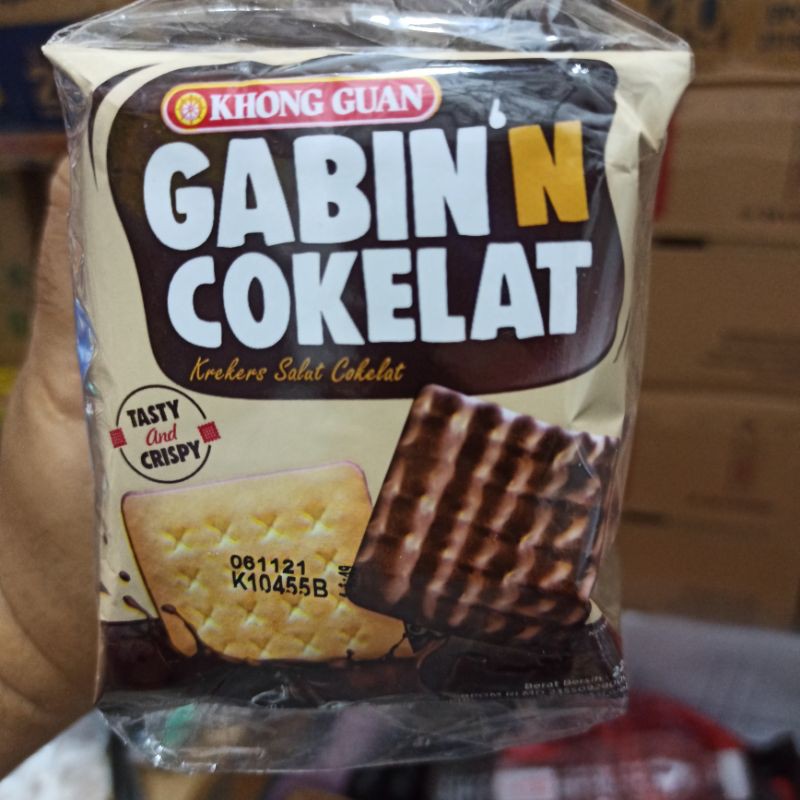 KHONG GUAN
GABIN'N
COKELAT
Krekers Salut Cokelat
TASTY
And
CRISPY
061121
K10455B
Berat Bersih